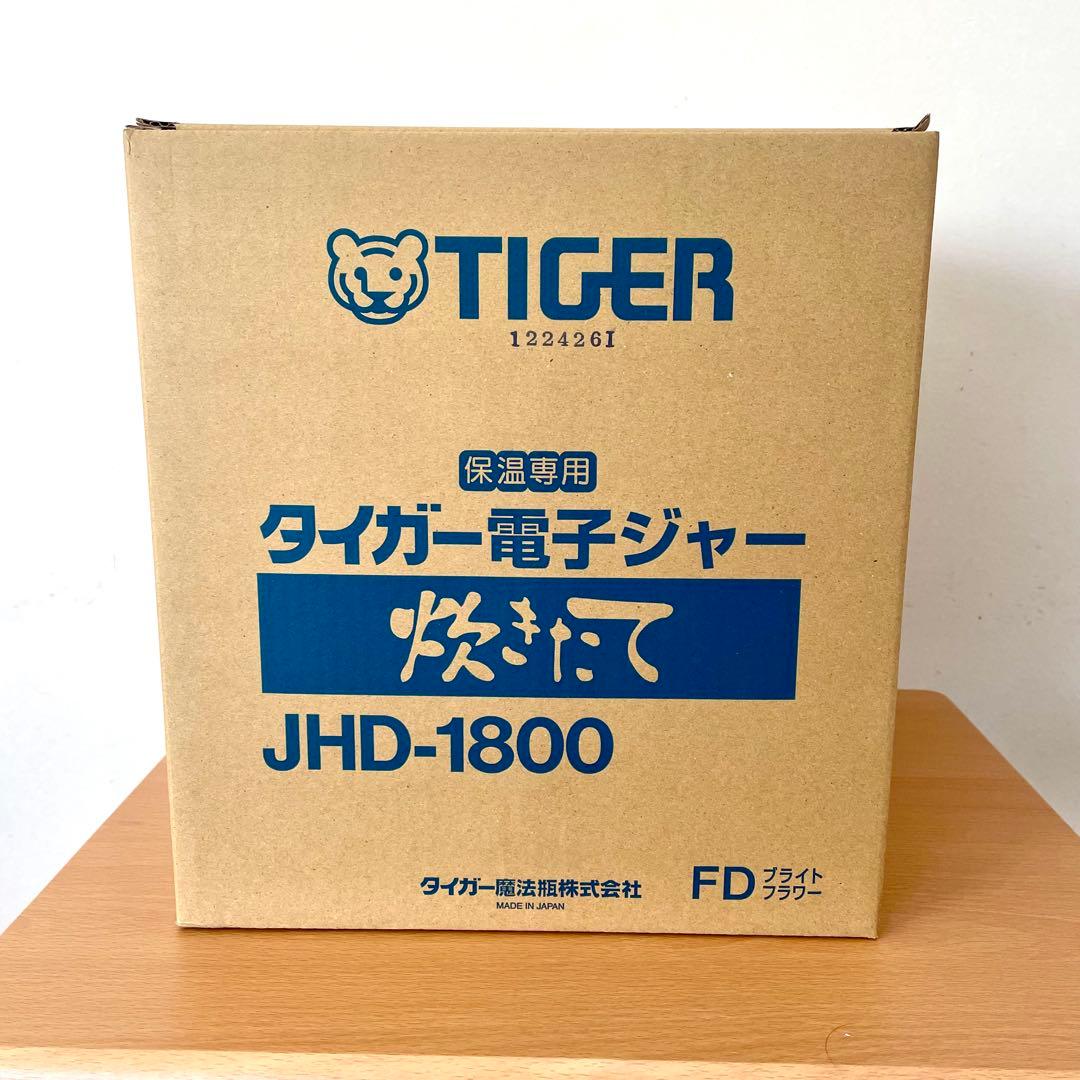 TIGER
122426I
保温専用
タイガー電子ジャー
炊きたて
JHD-1800
タイガー魔法瓶株式会社
MADE IN JAPAN
FD ブライト
フラワー